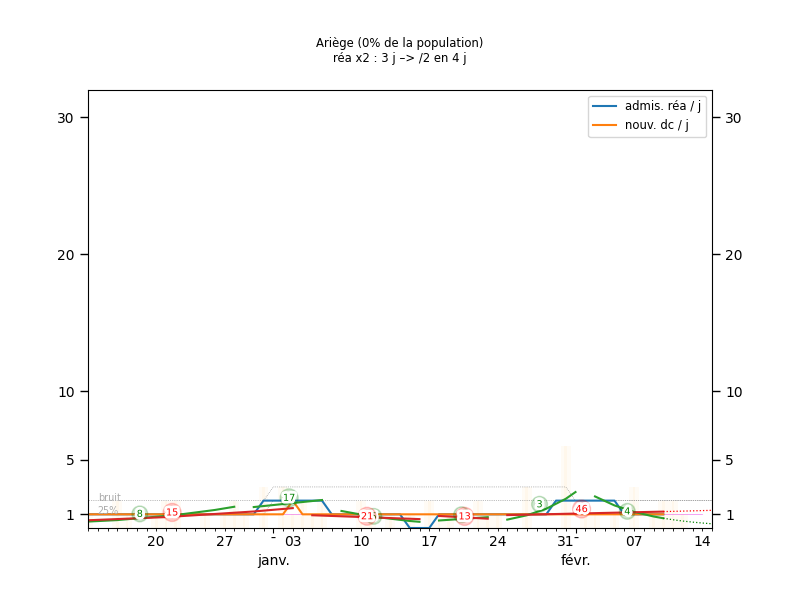 Ariège (0% de la population)
réa x2 : 3 j –> /2 en 4 j
admis. réa / j
nouv. dc / j
30 30
20 20
10 10
5 5
bruit
25%
1 1
8 15 17 21 13 3 46 4
20 27 - 03 10 17 24 31 - 07 14
janv. févr.